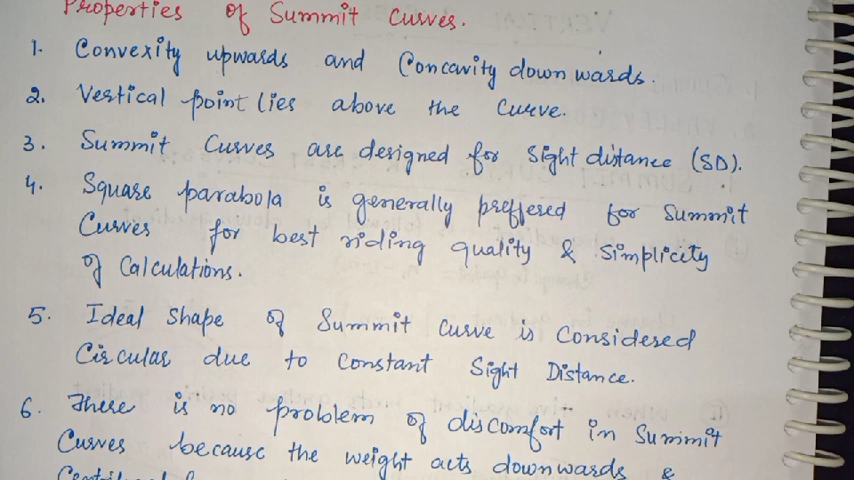 Properties of Summit Curves.
1. Convexity upwards and Concavity downwards.
2. Vertical point lies above the curve.
3. Summit Curves are designed for Sight distance (SD).
4. Square parabola is generally preffered for Summit
Curves for best riding quality & Simplicity
of Calculations.
5. Ideal Shape of Summit Curve is Considered
Circular due to constant Sight Distance.
6. There is no problem of discomfort in Summit
Curves because the weight acts downwards &